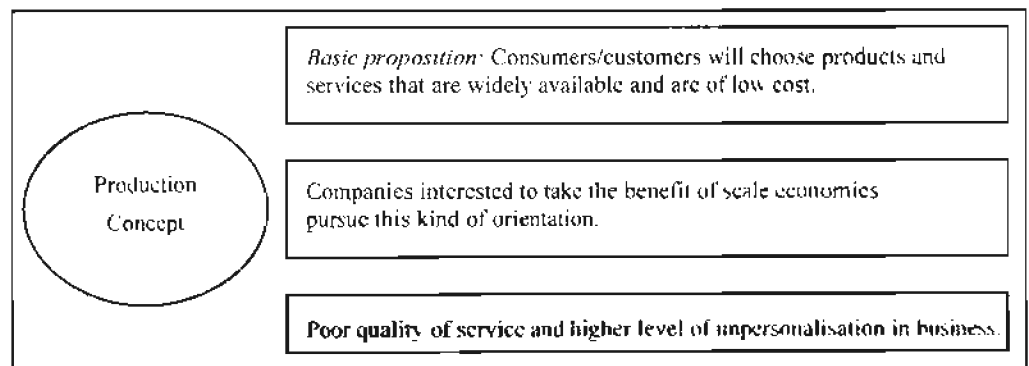 Basic proposition: Consumers/customers will choose products and
services that are widely available and are of low cost.
Production
Concept
Companies interested to take the benefit of scale economies
pursue this kind of orientation.
Poor quality of service and higher level of impersonalisation in business.